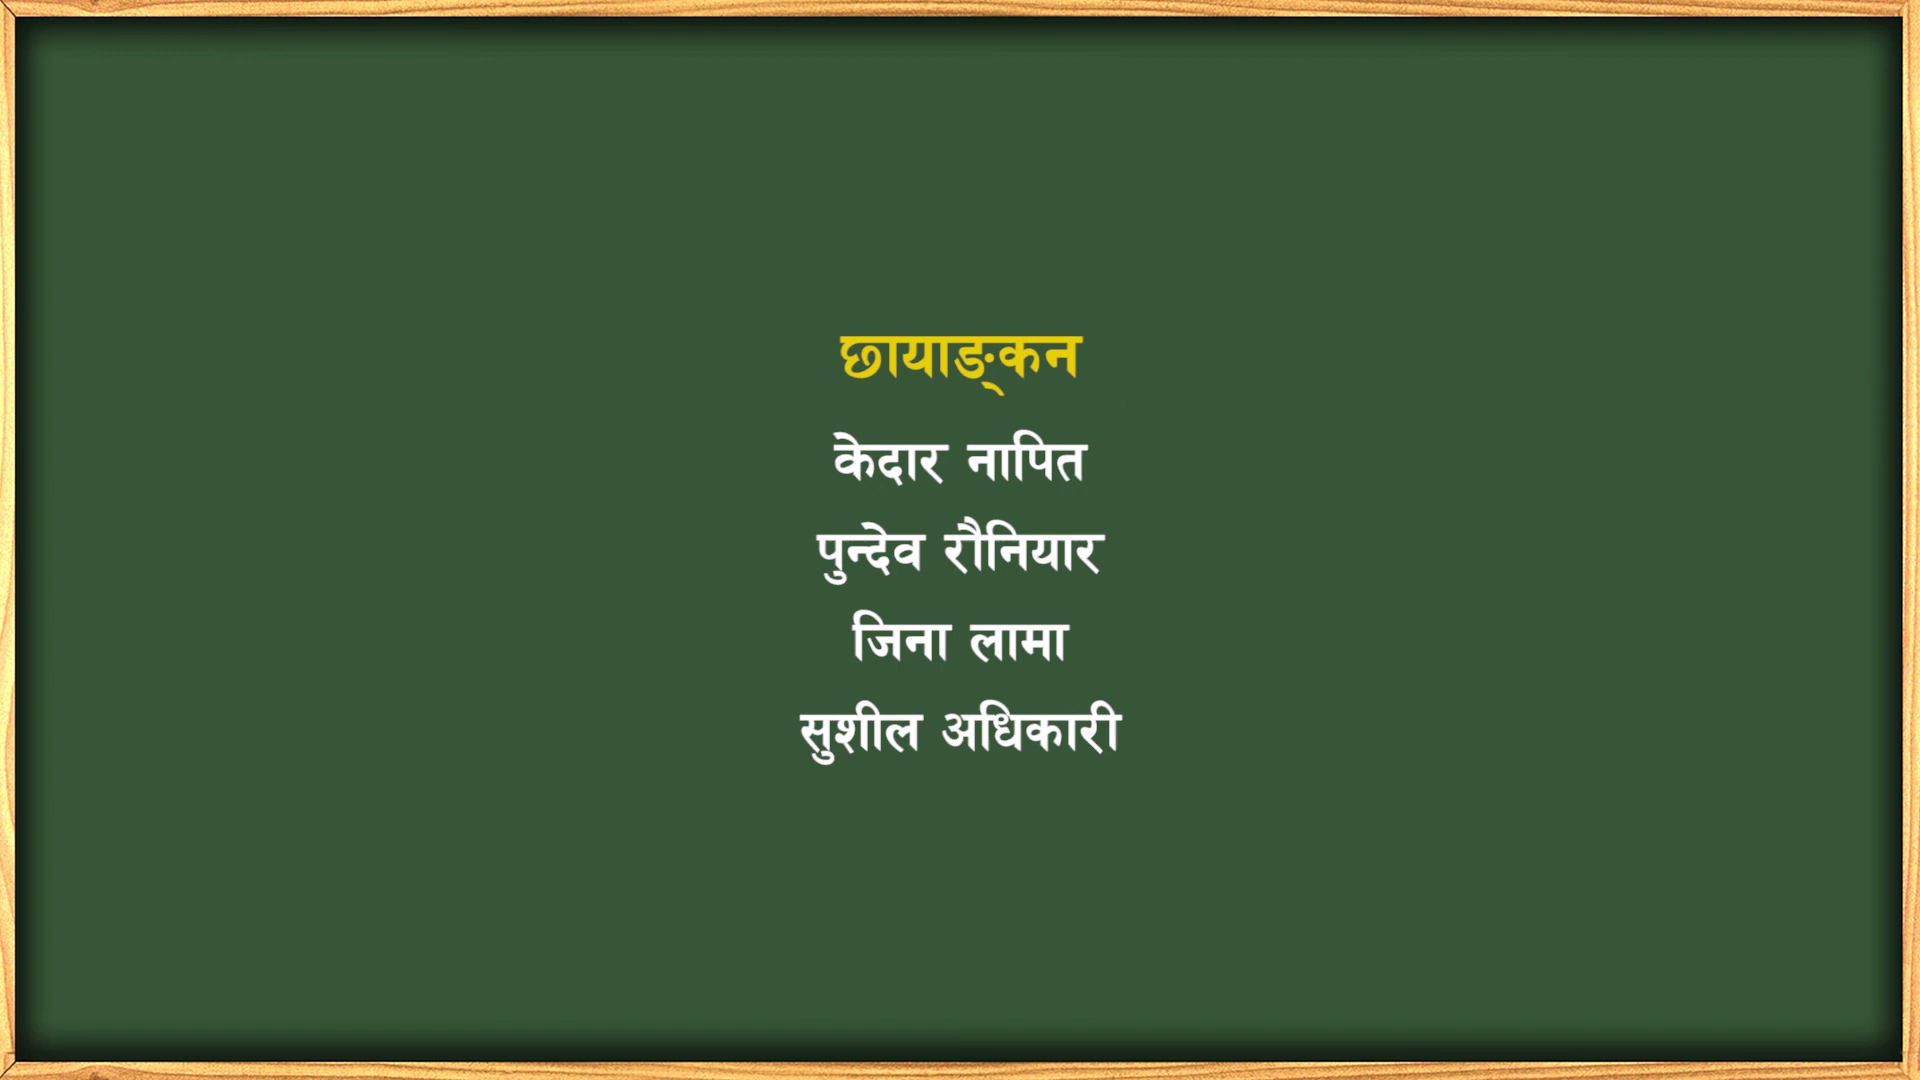 छायाङ्कन
केदार नापित
पुन्देव रौनियार
जिना लामा
सुशील अधिकारी